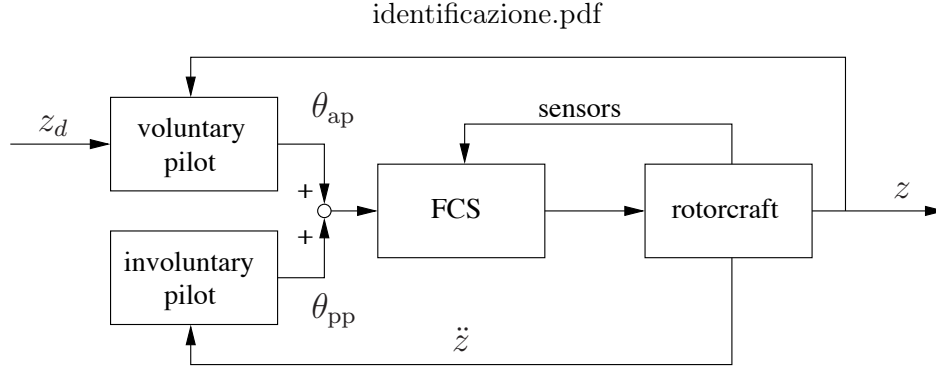 identificazione.pdf
sensors
z_d
voluntary
pilot
θ_ap
+
+
FCS
rotorcraft
z
involuntary
pilot
θ_pp
z̈